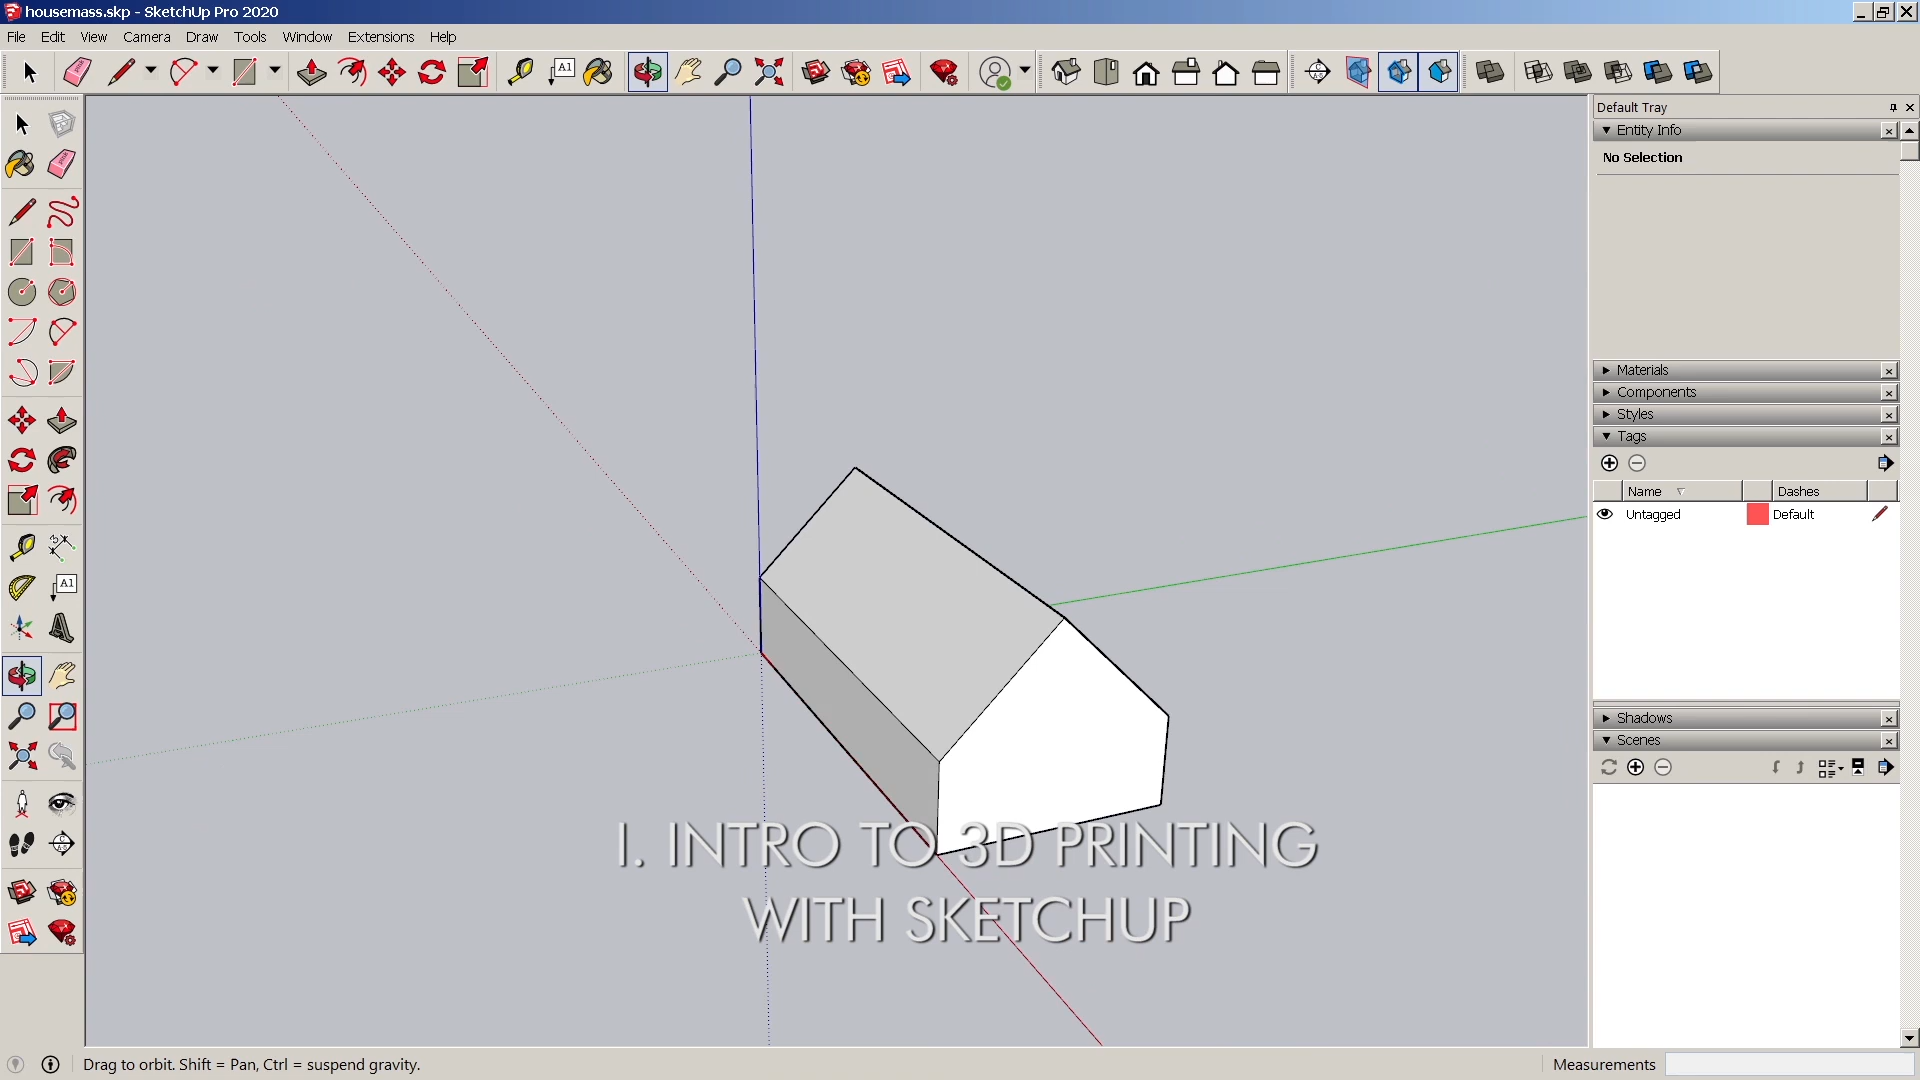 housemass.skp - SketchUp Pro 2020
File Edit View Camera Draw Tools Window Extensions Help
A1
Default Tray
Entity Info
No Selection
Materials
Components
Styles
Tags
Name Dashes
Untagged Default
A1
Shadows
Scenes
I. INTRO TO 3D PRINTING
WITH SKETCHUP
Drag to orbit. Shift = Pan, Ctrl = suspend gravity.
Measurements